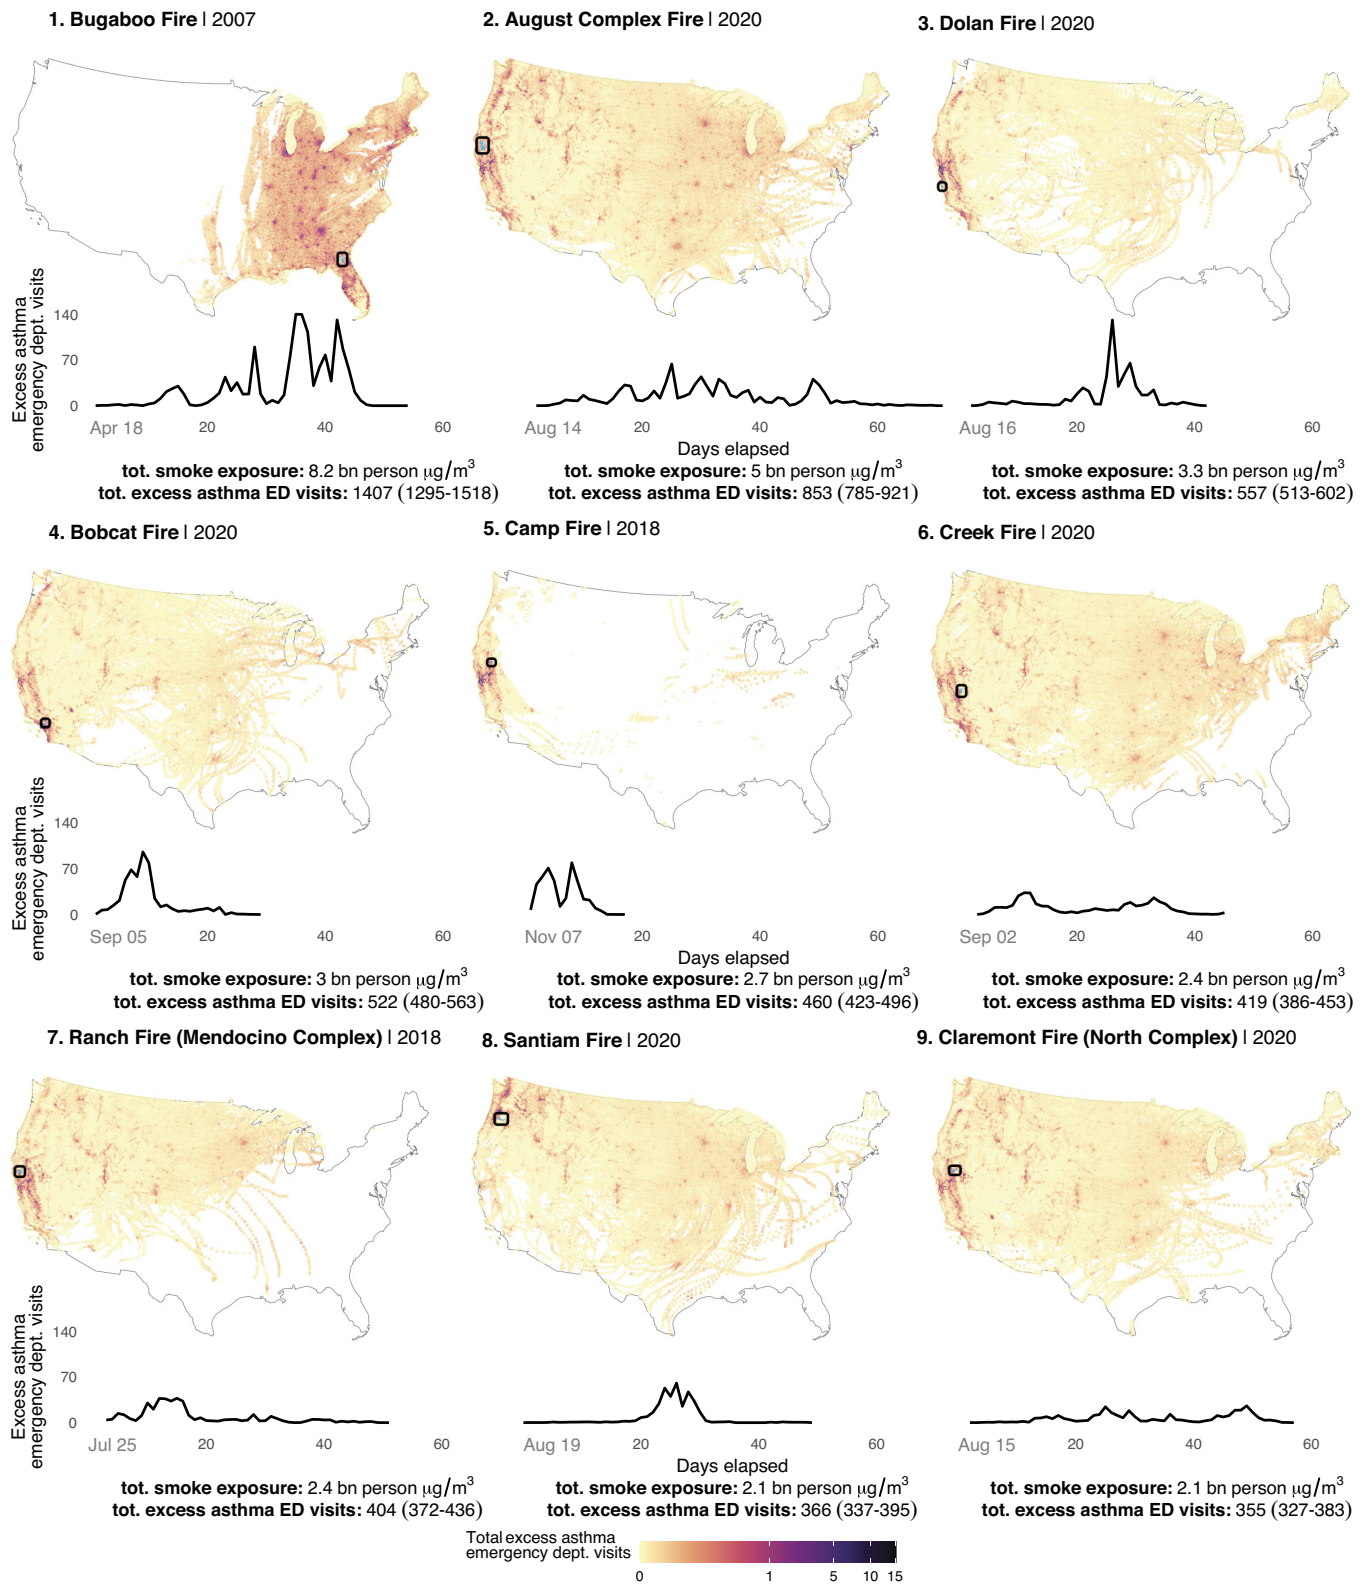 1. Bugaboo Fire | 2007
2. August Complex Fire | 2020
3. Dolan Fire | 2020
Excess asthma
emergency dept. visits
140
70
0
Apr 18
20
40
60
Aug 14
20
40
60
Aug 16
20
40
60
Days elapsed
tot. smoke exposure: 8.2 bn person μg/m³
tot. excess asthma ED visits: 1407 (1295-1518)
tot. smoke exposure: 5 bn person μg/m³
tot. excess asthma ED visits: 853 (785-921)
tot. smoke exposure: 3.3 bn person μg/m³
tot. excess asthma ED visits: 557 (513-602)
4. Bobcat Fire | 2020
5. Camp Fire | 2018
6. Creek Fire | 2020
Excess asthma
emergency dept. visits
140
70
0
Sep 05
20
40
60
Nov 07
20
40
60
Sep 02
20
40
60
Days elapsed
tot. smoke exposure: 3 bn person μg/m³
tot. excess asthma ED visits: 522 (480-563)
tot. smoke exposure: 2.7 bn person μg/m³
tot. excess asthma ED visits: 460 (423-496)
tot. smoke exposure: 2.4 bn person μg/m³
tot. excess asthma ED visits: 419 (386-453)
7. Ranch Fire (Mendocino Complex) | 2018
8. Santiam Fire | 2020
9. Claremont Fire (North Complex) | 2020
Excess asthma
emergency dept. visits
140
70
0
Jul 25
20
40
60
Aug 19
20
40
60
Aug 15
20
40
60
Days elapsed
tot. smoke exposure: 2.4 bn person μg/m³
tot. excess asthma ED visits: 404 (372-436)
tot. smoke exposure: 2.1 bn person μg/m³
tot. excess asthma ED visits: 366 (337-395)
tot. smoke exposure: 2.1 bn person μg/m³
tot. excess asthma ED visits: 355 (327-383)
Total excess asthma
emergency dept. visits
0
1
5
10
15